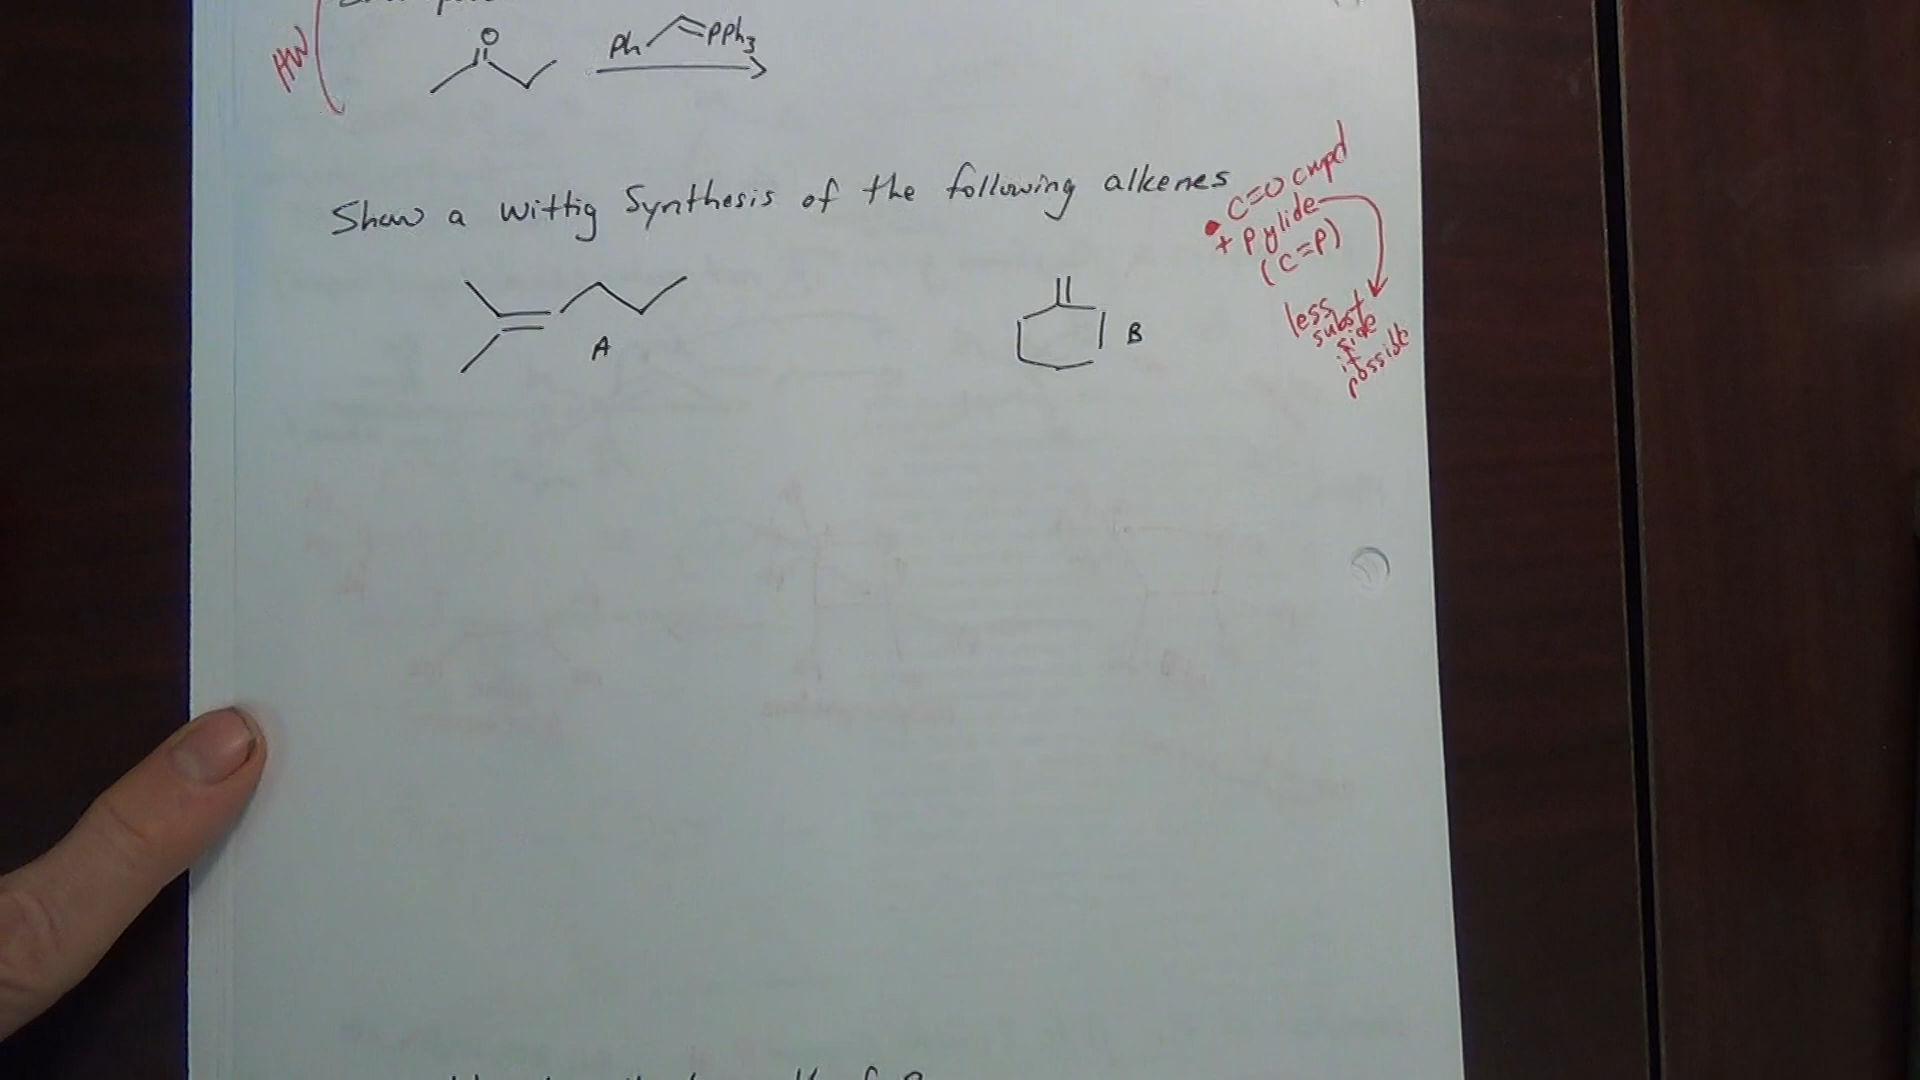 HW
O
Ph PPh3
Show a Wittig Synthesis of the following alkenes
C=O cmpd
+ P ylide
(C=P)
less
subst
side
if
possible
A
B